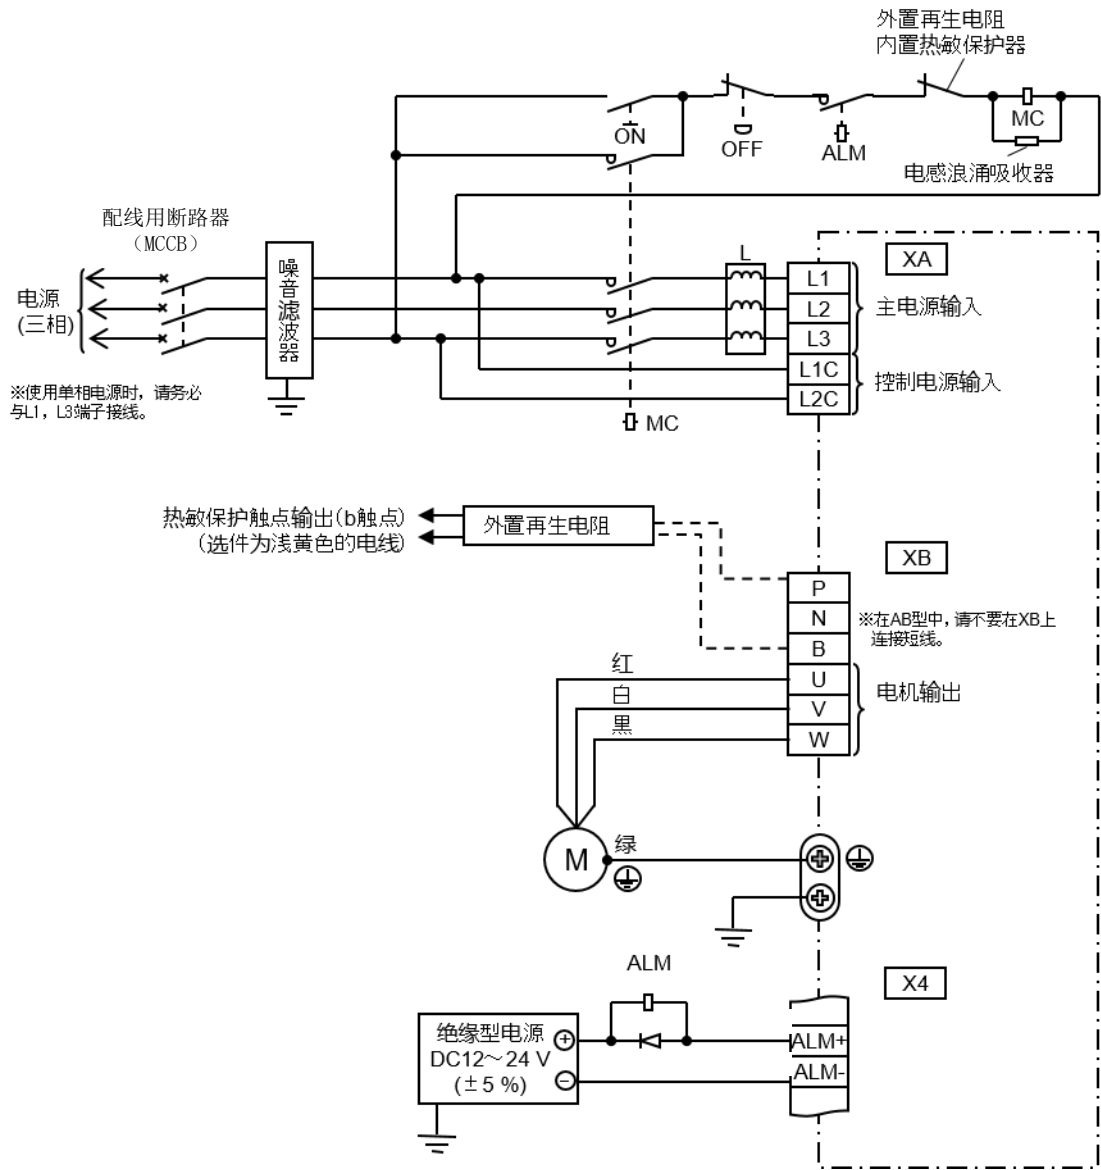 外置再生电阻
内置热敏保护器
ON
OFF
ALM
MC
电感浪涌吸收器
配线用断路器
（MCCB）
噪音滤波器
电源
(三相)
※使用单相电源时，请务必
与L1，L3端子接线。
L
XA
L1
L2
L3
L1C
L2C
主电源输入
控制电源输入
MC
热敏保护触点输出(b触点)
(选件为浅黄色的电线)
外置再生电阻
XB
P
N
B
U
V
W
※在AB型中，请不要在XB上
连接短线。
红
白
黑
电机输出
M
绿
ALM
X4
绝缘型电源
DC12～24 V
(±5 %)
ALM+
ALM-